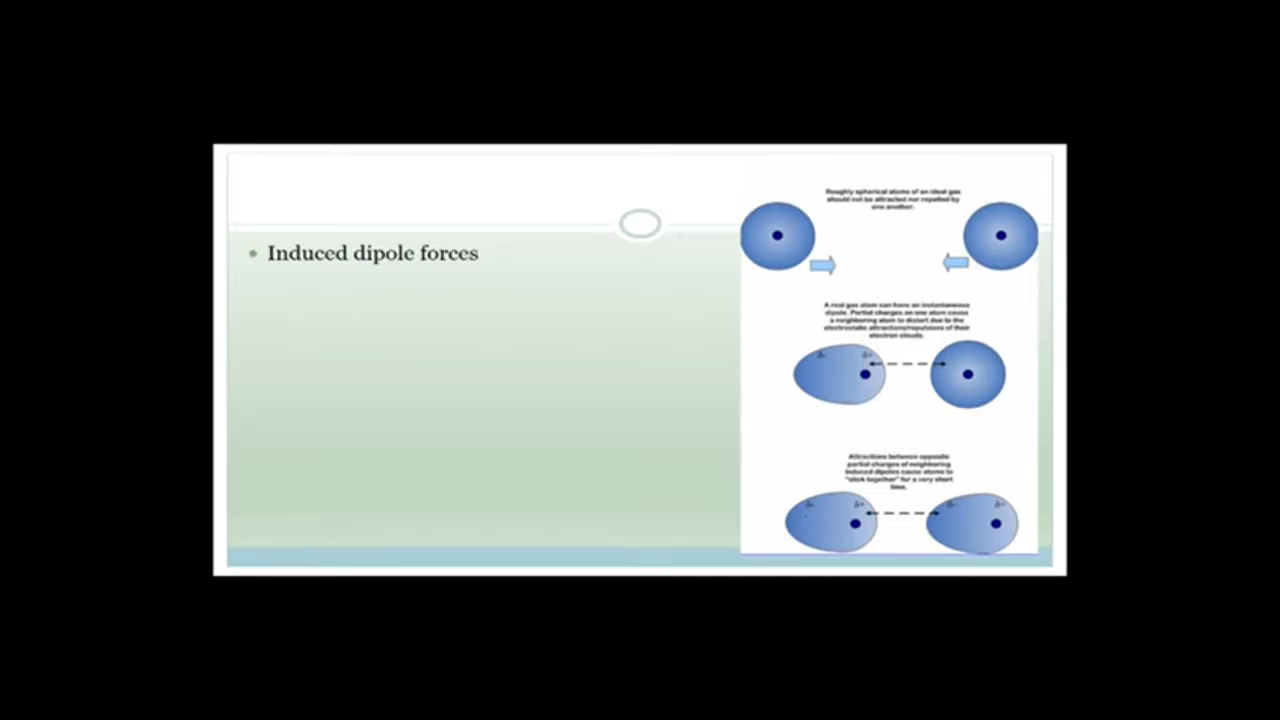 • Induced dipole forces
Roughly spherical atoms of an ideal gas
should not be attracted nor repelled by
one another.
A real gas atom can have an instantaneous
dipole. Partial charges on one atom cause
a neighboring atom to distort due to the
electrostatic attractions/repulsions of their
electron clouds.
δ- δ+
Attractions between opposite
partial charges of neighboring
induced dipoles cause atoms to
"stick together" for a very short
time.
δ- δ+ δ- δ+